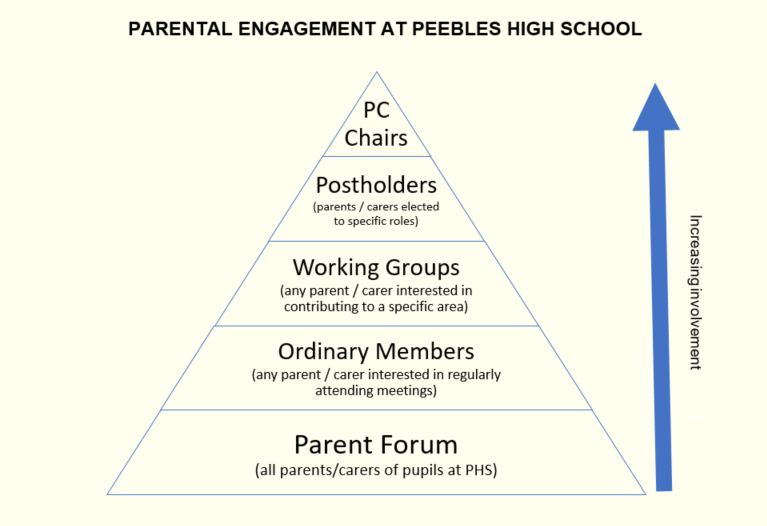 PARENTAL ENGAGEMENT AT PEEBLES HIGH SCHOOL
PC
Chairs
Postholders
(parents / carers elected
to specific roles)
Working Groups
(any parent / carer interested in
contributing to a specific area)
Ordinary Members
(any parent / carer interested in regularly
attending meetings)
Parent Forum
(all parents/carers of pupils at PHS)
Increasing involvement